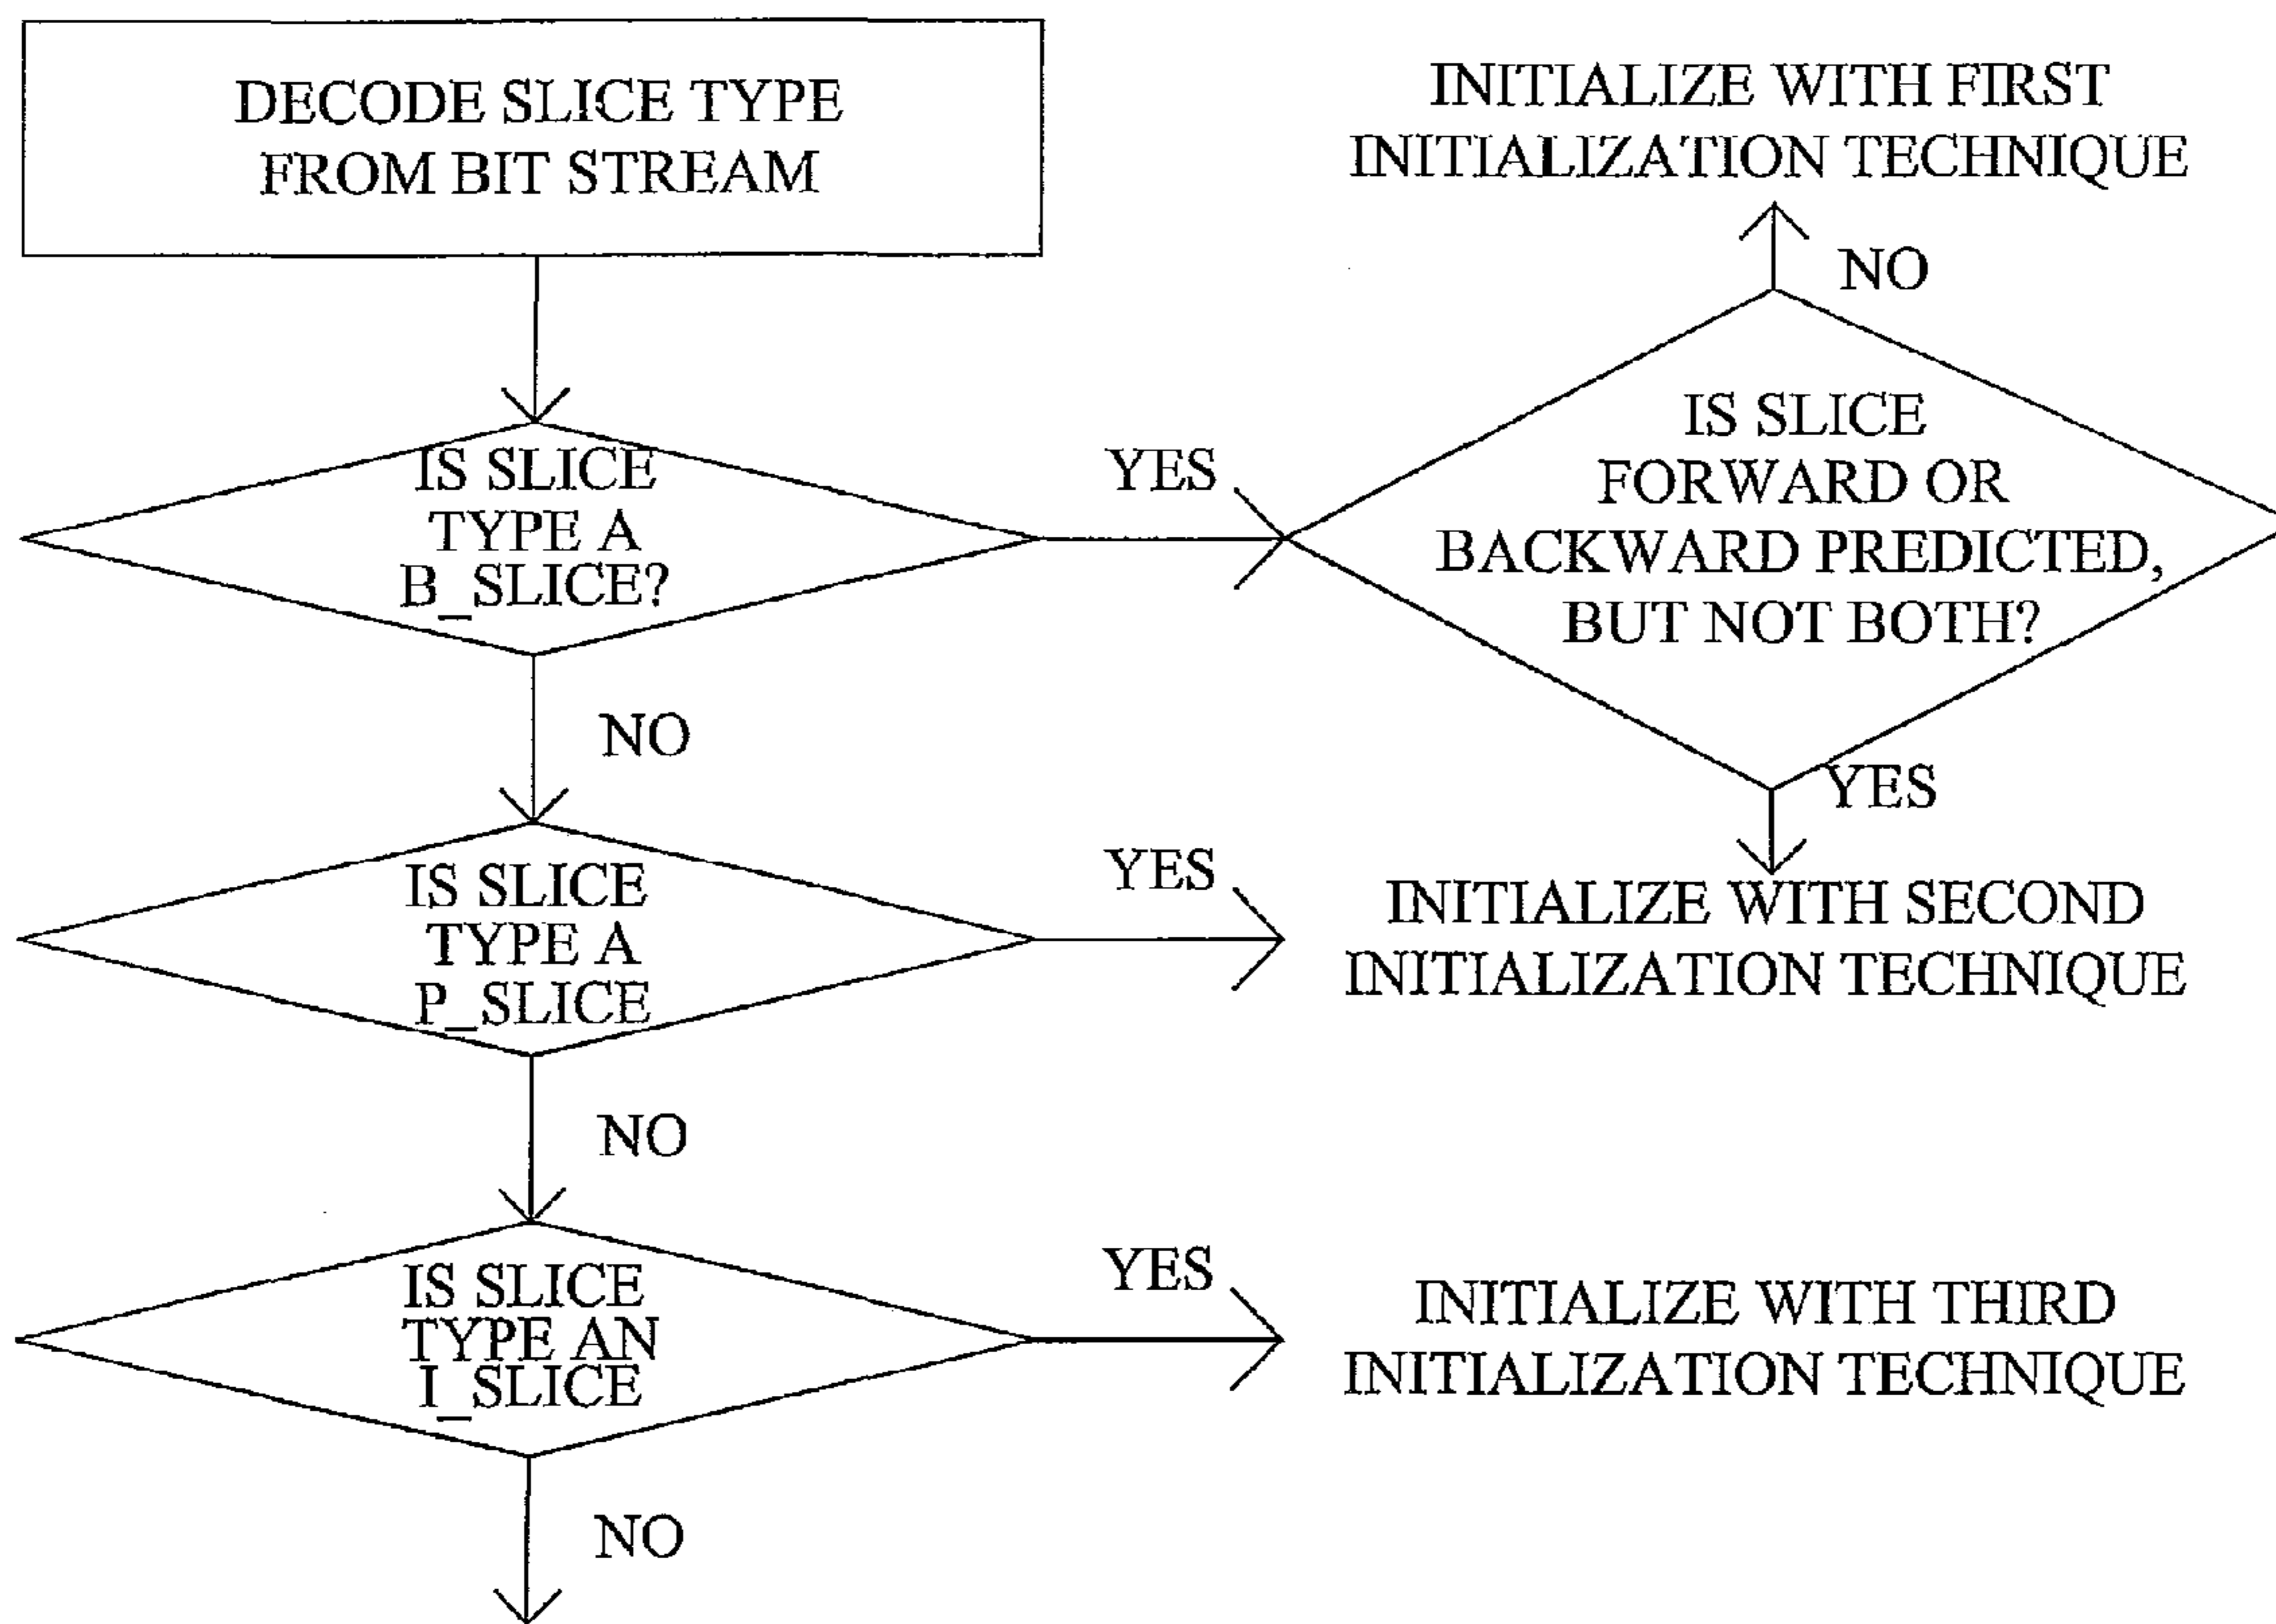 DECODE SLICE TYPE
FROM BIT STREAM
INITIALIZE WITH FIRST
INITIALIZATION TECHNIQUE
NO
IS SLICE
TYPE A
B_SLICE?
YES
IS SLICE
FORWARD OR
BACKWARD PREDICTED,
BUT NOT BOTH?
NO
YES
IS SLICE
TYPE A
P_SLICE
YES
INITIALIZE WITH SECOND
INITIALIZATION TECHNIQUE
NO
IS SLICE
TYPE AN
I_SLICE
YES
INITIALIZE WITH THIRD
INITIALIZATION TECHNIQUE
NO